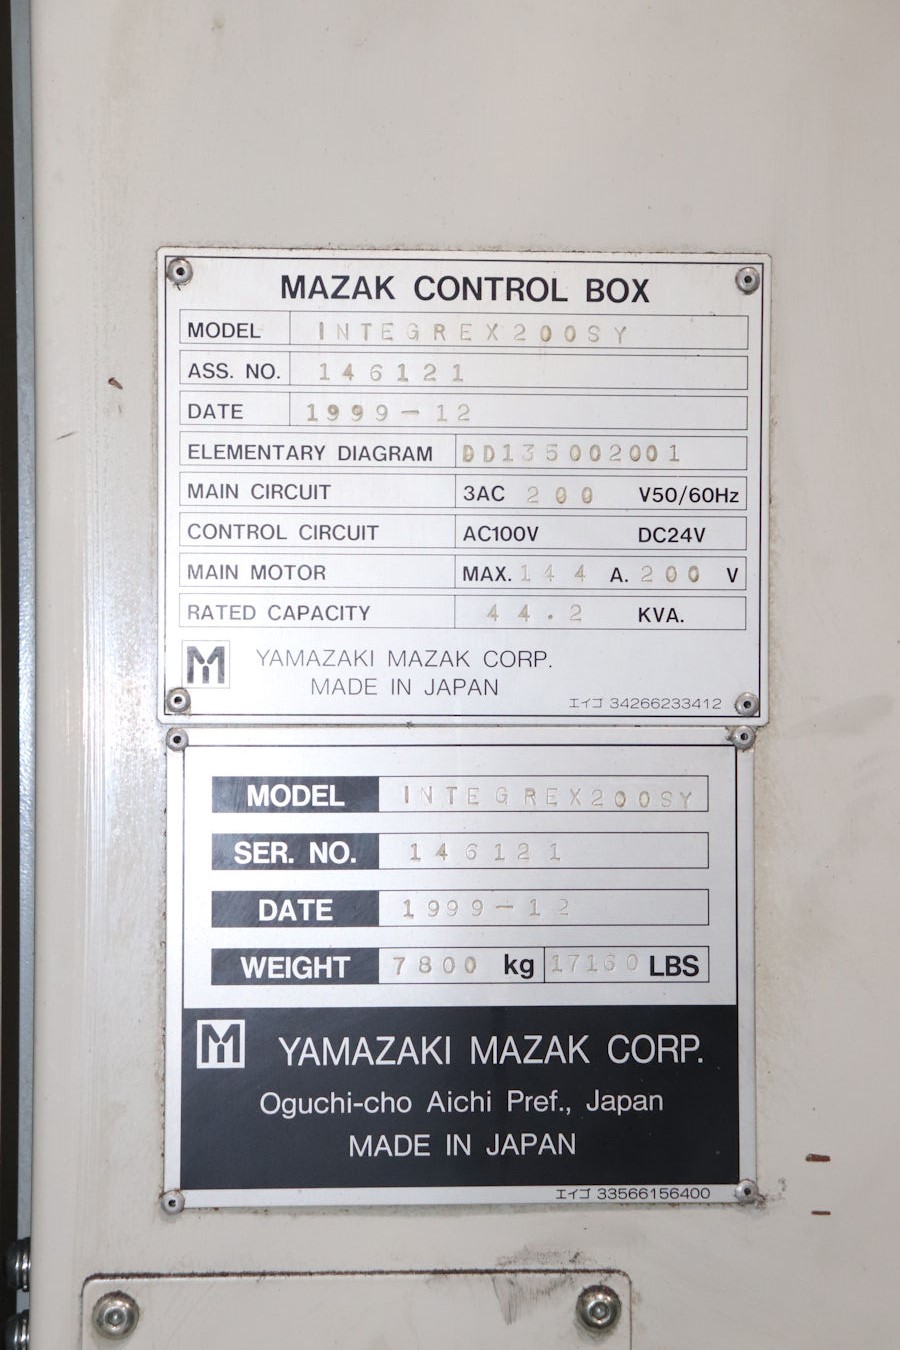 MAZAK CONTROL BOX
MODEL INTEGREX200SY
ASS. NO. 146121
DATE 1999-12
ELEMENTARY DIAGRAM DD135002001
MAIN CIRCUIT 3AC 200 V50/60Hz
CONTROL CIRCUIT AC100V DC24V
MAIN MOTOR MAX. 144 A. 200 V
RATED CAPACITY 44.2 KVA.
YAMAZAKI MAZAK CORP.
MADE IN JAPAN
エイゴ 34266233412
MODEL INTEGREX200SY
SER. NO. 146121
DATE 1999-12
WEIGHT 7800 kg 17160 LBS
YAMAZAKI MAZAK CORP.
Oguchi-cho Aichi Pref., Japan
MADE IN JAPAN
エイゴ 33566156400